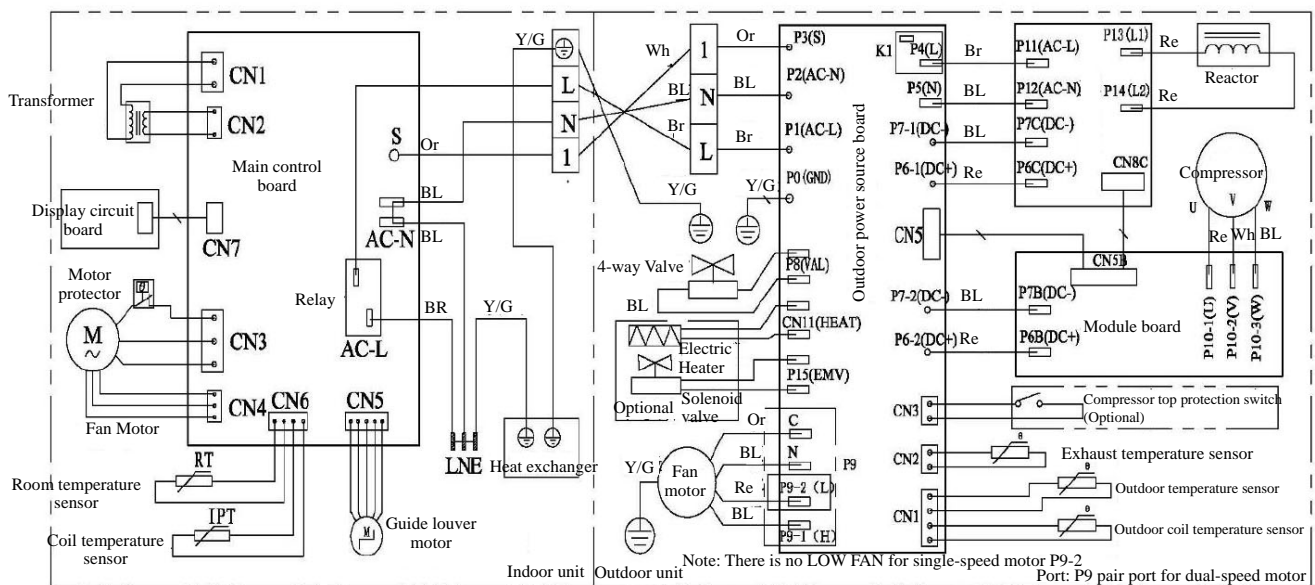 Transformer
CN1
CN2
Main control
board
Display circuit
board
CN7
Motor
protector
θ
M
~
CN3
CN4
Fan Motor
CN6
CN5
Relay
AC-L
AC-N
S
Or
BL
BL
BR
Y/G
LNE
Heat exchanger
RT
Room temperature
sensor
IPT
Coil temperature
sensor
M
Guide louver
motor
Indoor unit
Y/G
L
N
1
Wh
BL
Br
1
N
L
Or
BL
Br
Y/G
Y/G
P3(S)
P2(AC-N)
P1(AC-L)
P0(GND)
Outdoor power source board
K1
P4(L)
P5(N)
P7-1(DC-)
P6-1(DC+)
CN5
P7-2(DC-)
P6-2(DC+)
CN3
CN2
CN1
4-way Valve
BL
P8(VAL)
CN11(HEAT)
Electric
Heater
P15(EMV)
Optional
Solenoid
valve
Y/G
Fan
motor
Or
BL
Re
BL
C
N
P9-2 (L)
P9-1 (H)
P9
Br
BL
BL
Re
P11(AC-L)
P12(AC-N)
P7C(DC-)
P6C(DC+)
P13(L1)
P14(L2)
CN8C
Re
Re
Reactor
Compressor
U
V
W
Re
Wh
BL
CN5B
P7B(DC-)
P6B(DC+)
BL
Re
Module board
P10-1(U)
P10-2(V)
P10-3(W)
Compressor top protection switch
(Optional)
θ
Exhaust temperature sensor
θ
Outdoor temperature sensor
θ
Outdoor coil temperature sensor
Outdoor unit
Note: There is no LOW FAN for single-speed motor P9-2
Port: P9 pair port for dual-speed motor